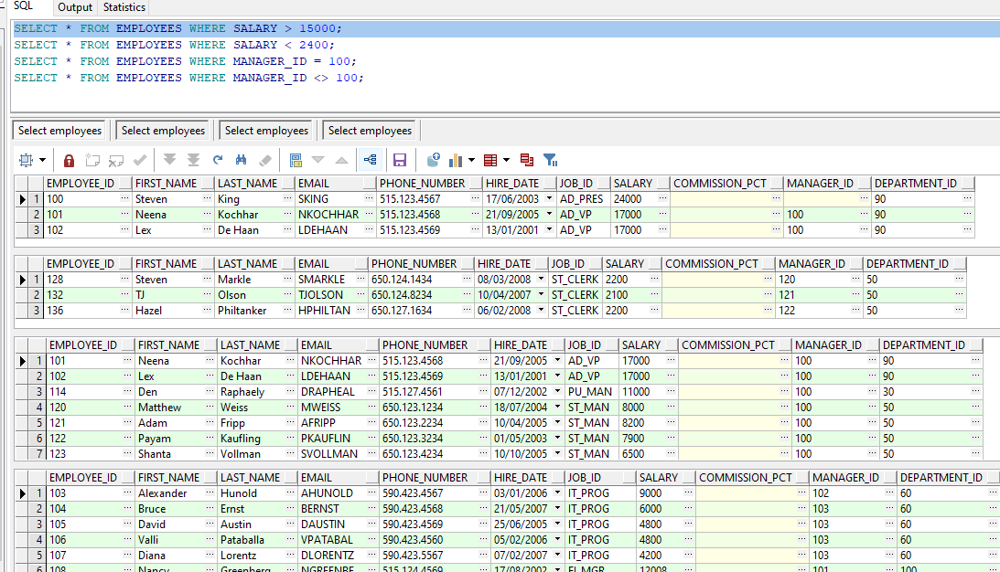 SQL Output Statistics
SELECT * FROM EMPLOYEES WHERE SALARY > 15000;
SELECT * FROM EMPLOYEES WHERE SALARY < 2400;
SELECT * FROM EMPLOYEES WHERE MANAGER_ID = 100;
SELECT * FROM EMPLOYEES WHERE MANAGER_ID <> 100;
Select employees Select employees Select employees Select employees
EMPLOYEE_ID FIRST_NAME LAST_NAME EMAIL PHONE_NUMBER HIRE_DATE JOB_ID SALARY COMMISSION_PCT MANAGER_ID DEPARTMENT_ID
1 100 Steven King SKING 515.123.4567 17/06/2003 AD_PRES 24000 90
2 101 Neena Kochhar NKOCHHAR 515.123.4568 21/09/2005 AD_VP 17000 100 90
3 102 Lex De Haan LDEHAAN 515.123.4569 13/01/2001 AD_VP 17000 100 90
EMPLOYEE_ID FIRST_NAME LAST_NAME EMAIL PHONE_NUMBER HIRE_DATE JOB_ID SALARY COMMISSION_PCT MANAGER_ID DEPARTMENT_ID
1 128 Steven Markle SMARKLE 650.124.1434 08/03/2008 ST_CLERK 2200 120 50
2 132 TJ Olson TJOLSON 650.124.8234 10/04/2007 ST_CLERK 2100 121 50
3 136 Hazel Philtanker HPHILTAN 650.127.1634 06/02/2008 ST_CLERK 2200 122 50
EMPLOYEE_ID FIRST_NAME LAST_NAME EMAIL PHONE_NUMBER HIRE_DATE JOB_ID SALARY COMMISSION_PCT MANAGER_ID DEPARTMENT_ID
1 101 Neena Kochhar NKOCHHAR 515.123.4568 21/09/2005 AD_VP 17000 100 90
2 102 Lex De Haan LDEHAAN 515.123.4569 13/01/2001 AD_VP 17000 100 90
3 114 Den Raphaely DRAPHEAL 515.127.4561 07/12/2002 PU_MAN 11000 100 30
4 120 Matthew Weiss MWEISS 650.123.1234 18/07/2004 ST_MAN 8000 100 50
5 121 Adam Fripp AFRIPP 650.123.2234 10/04/2005 ST_MAN 8200 100 50
6 122 Payam Kaufling PKAUFLIN 650.123.3234 01/05/2003 ST_MAN 7900 100 50
7 123 Shanta Vollman SVOLLMAN 650.123.4234 10/10/2005 ST_MAN 6500 100 50
EMPLOYEE_ID FIRST_NAME LAST_NAME EMAIL PHONE_NUMBER HIRE_DATE JOB_ID SALARY COMMISSION_PCT MANAGER_ID DEPARTMENT_ID
1 103 Alexander Hunold AHUNOLD 590.423.4567 03/01/2006 IT_PROG 9000 102 60
2 104 Bruce Ernst BERNST 590.423.4568 21/05/2007 IT_PROG 6000 103 60
3 105 David Austin DAUSTIN 590.423.4569 25/06/2005 IT_PROG 4800 103 60
4 106 Valli Pataballa VPATABAL 590.423.4560 05/02/2006 IT_PROG 4800 103 60
5 107 Diana Lorentz DLORENTZ 590.423.5567 07/02/2007 IT_PROG 4200 103 60
6 108 Nancy Greenberg NGREENBE 515.124.4569 17/08/2002 FI_MGR 12008 101 100